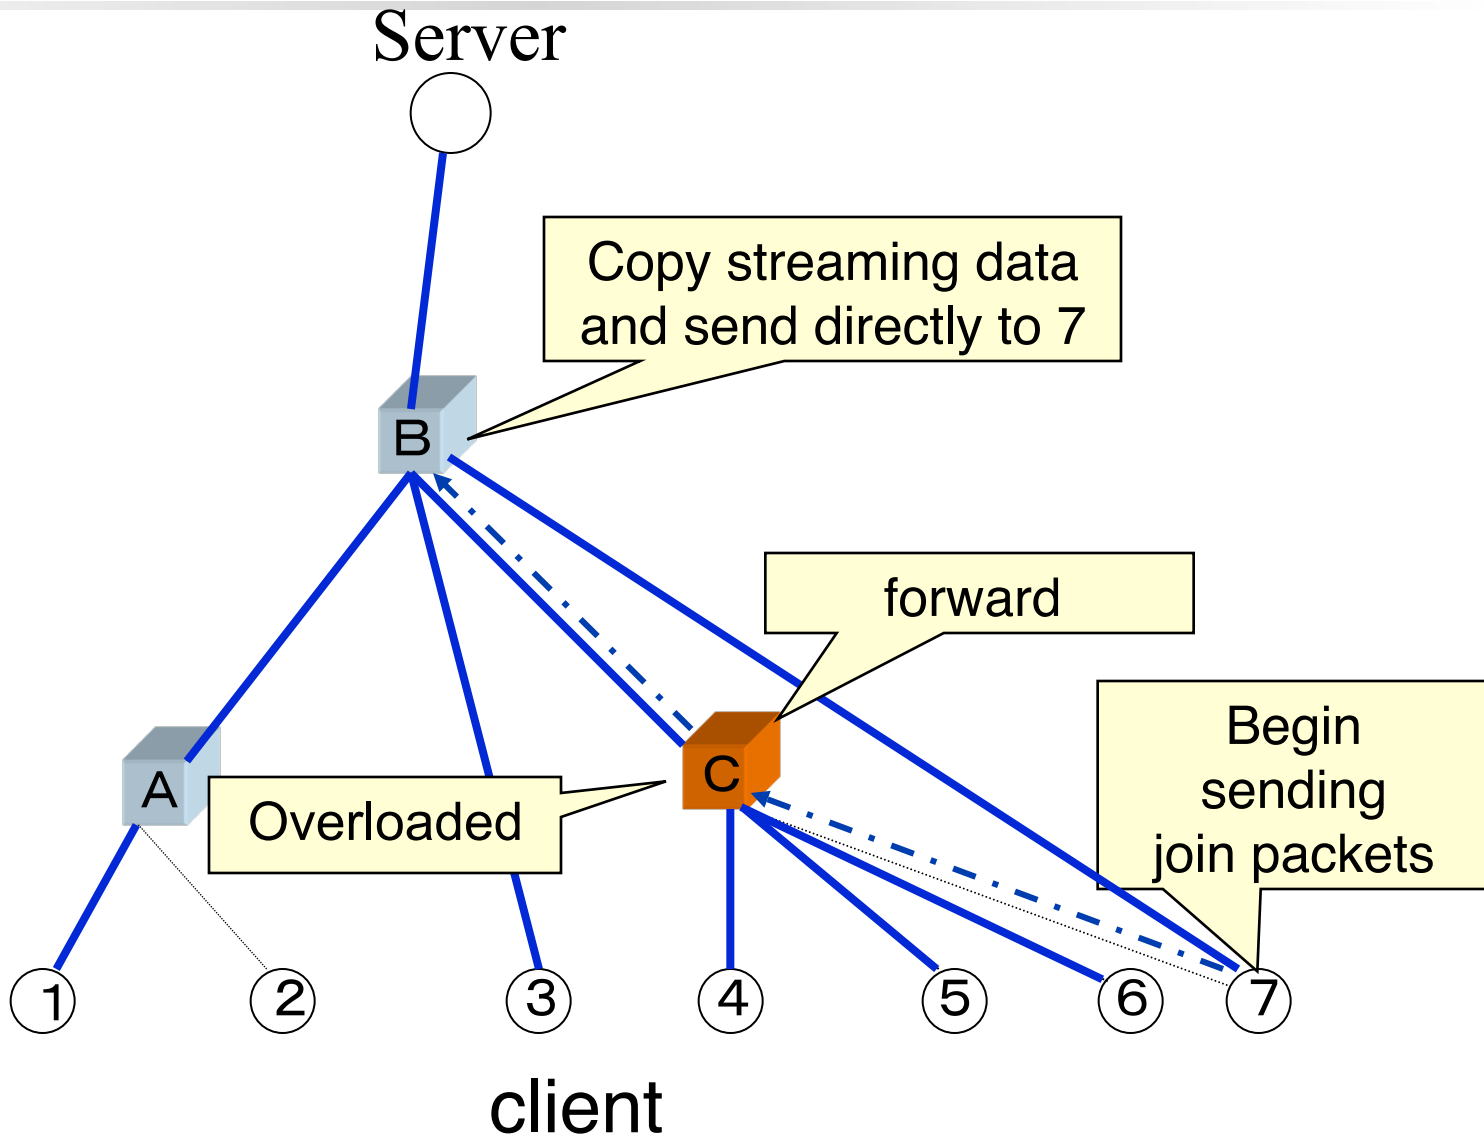 Server
Copy streaming data
and send directly to 7
B
forward
Begin
sending
join packets
A
Overloaded
C
1
2
3
4
5
6
7
client